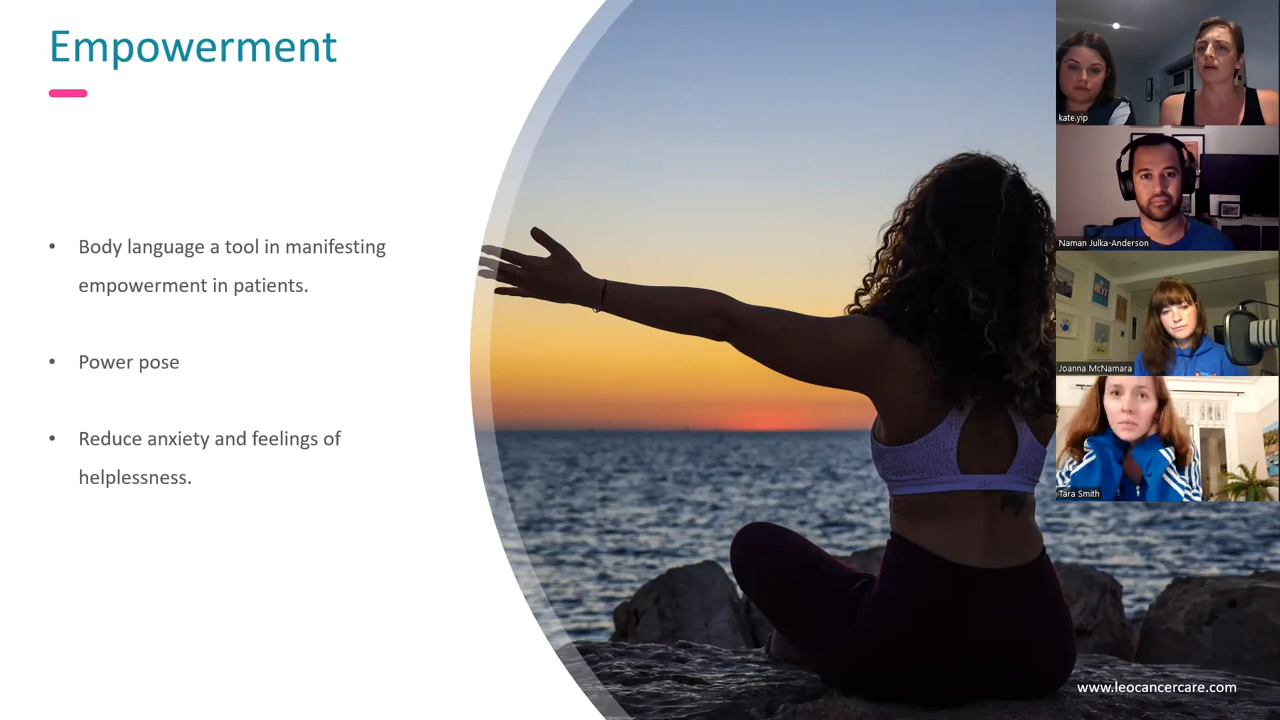 Empowerment
• Body language a tool in manifesting
empowerment in patients.
• Power pose
• Reduce anxiety and feelings of
helplessness.
kate.yip
Naman Julka-Anderson
Joanna McNamara
Tara Smith
www.leocancercare.com